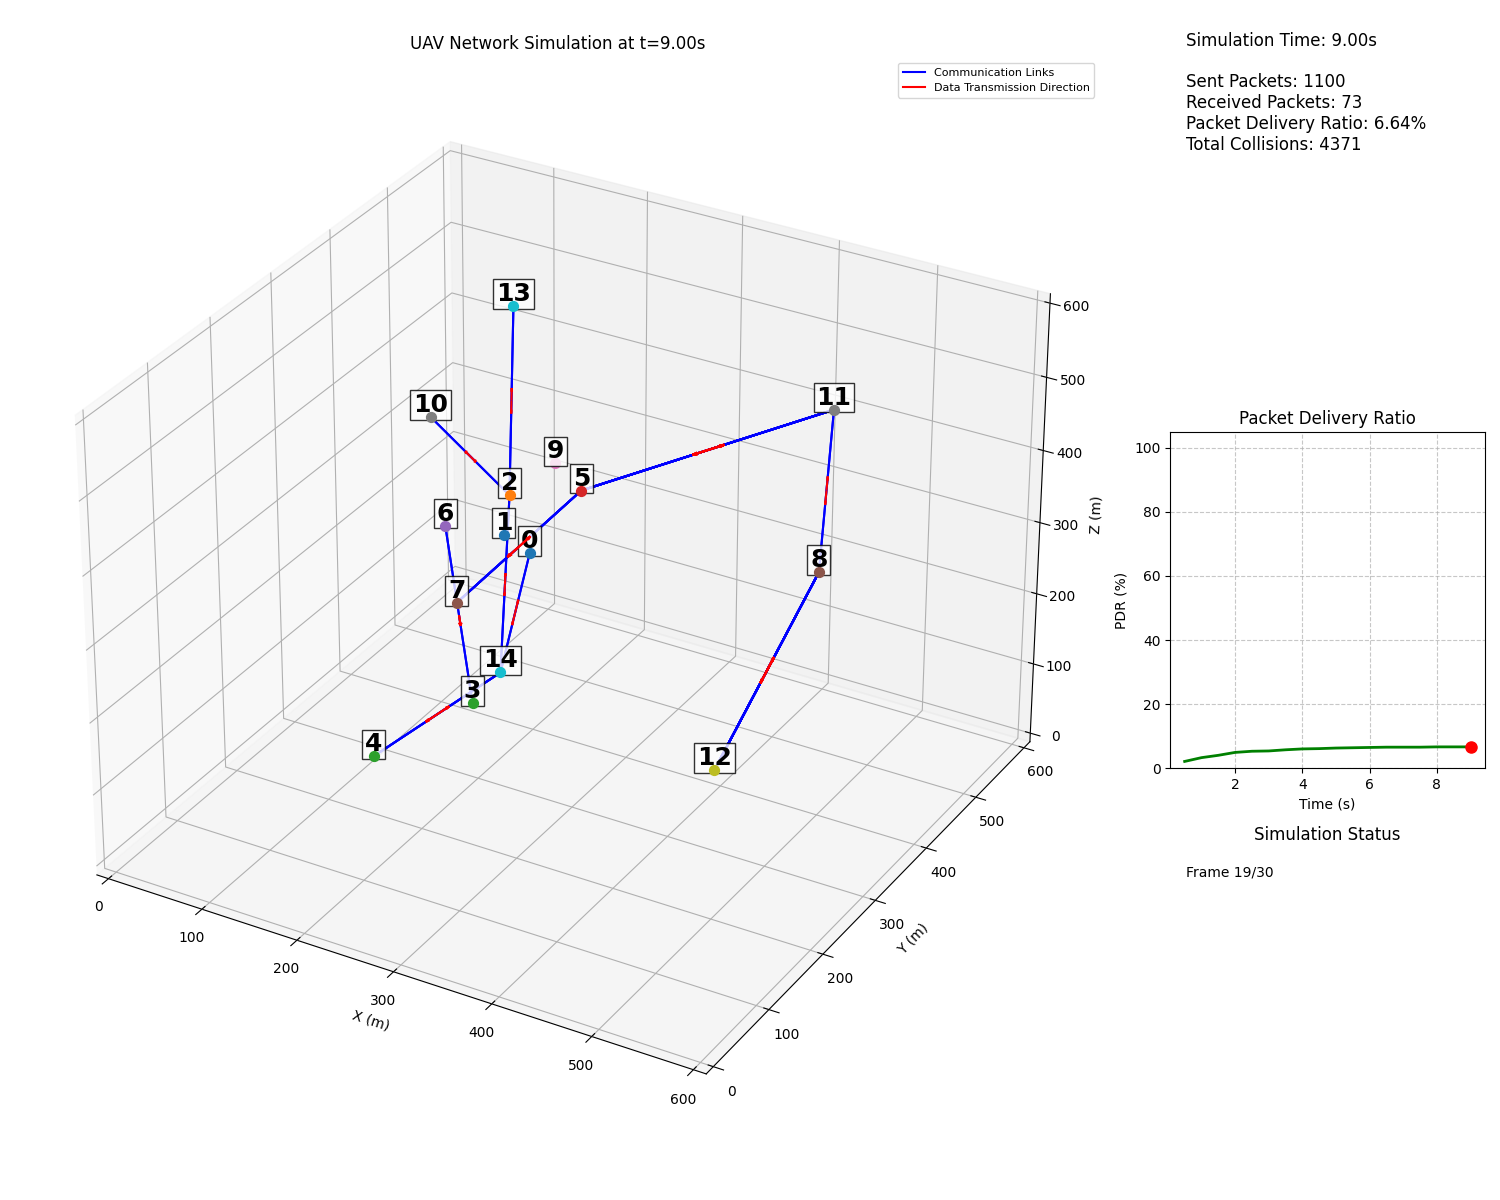 UAV Network Simulation at t=9.00s
Communication Links
Data Transmission Direction
Simulation Time: 9.00s
Sent Packets: 1100
Received Packets: 73
Packet Delivery Ratio: 6.64%
Total Collisions: 4371
13
10
11
9
2
5
6
1
0
8
7
14
3
4
12
600
500
400
300
200
100
0
Z (m)
0
100
200
300
400
500
600
X (m)
0
100
200
300
400
500
600
Y (m)
Packet Delivery Ratio
100
80
60
40
20
0
PDR (%)
2
4
6
8
Time (s)
Simulation Status
Frame 19/30